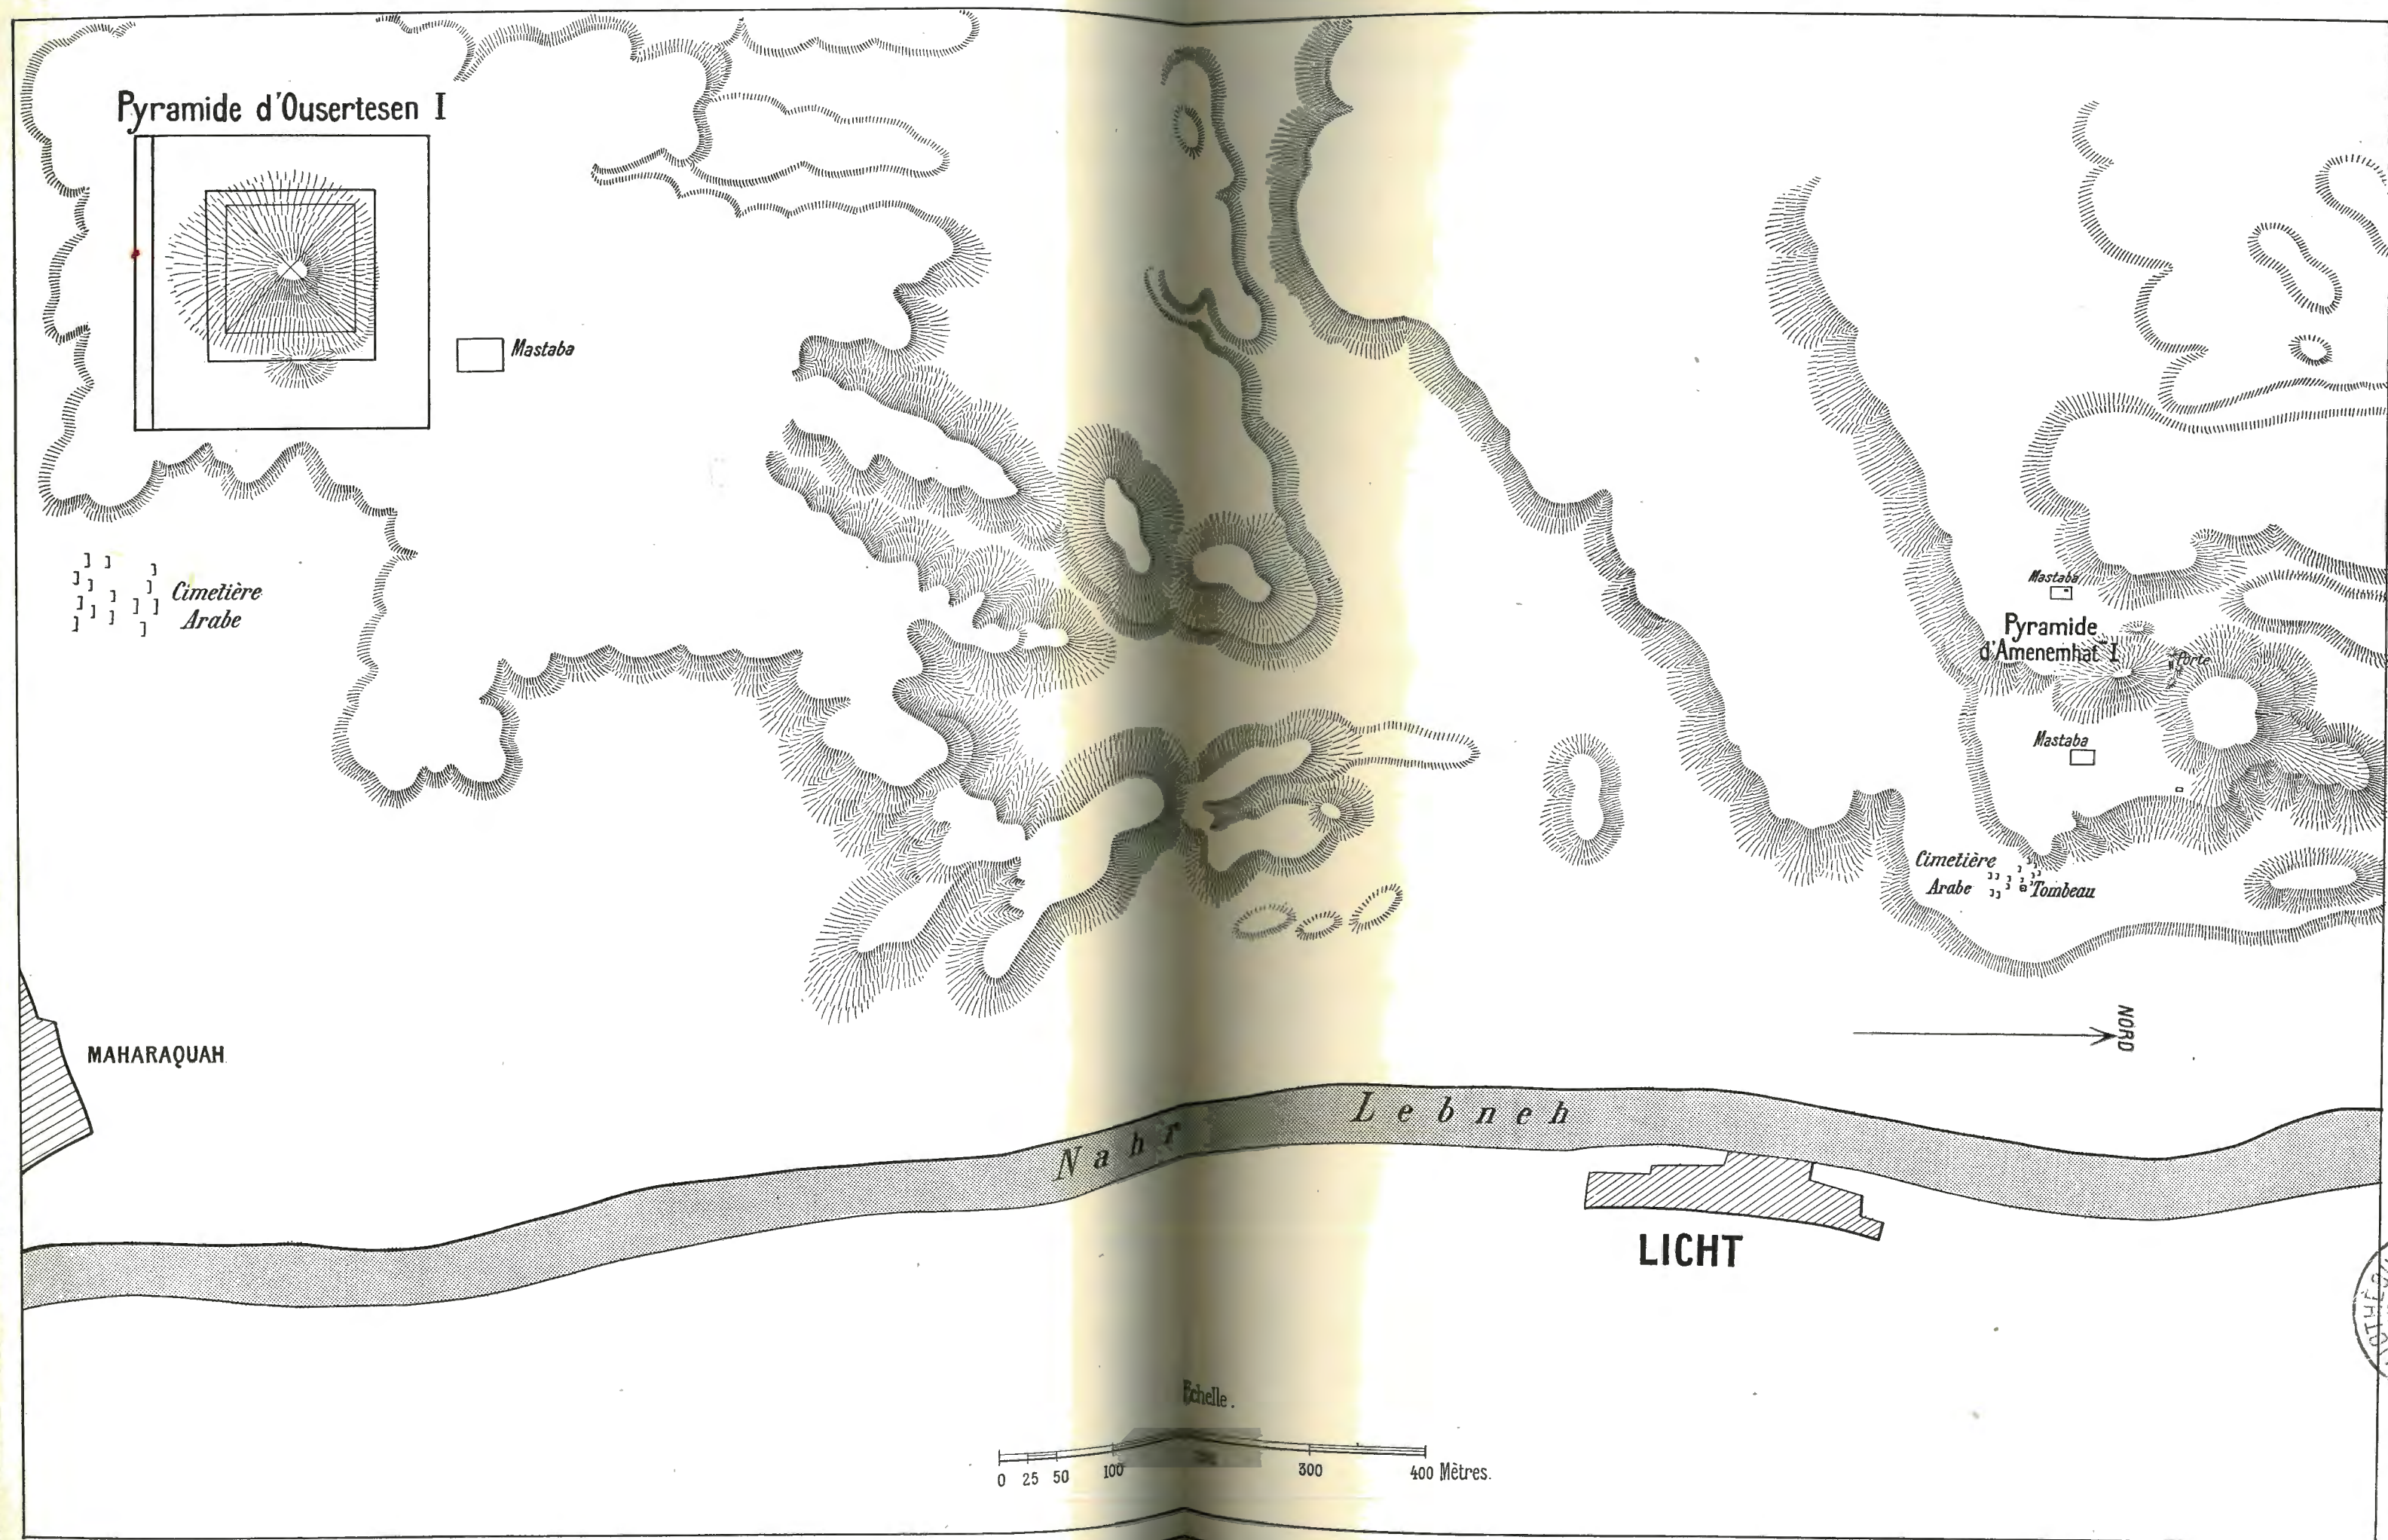 Pyramide d'Ousertesen I
Mastaba
Cimetière
Arabe
Mastaba
Pyramide
d'Amenemhat I
Porte
Mastaba
Cimetière
Arabe
Tombeau
MAHARAQUAH
NORD
Nahr Lebneh
LICHT
Echelle.
0 25 50 100 300 400 Mètres.